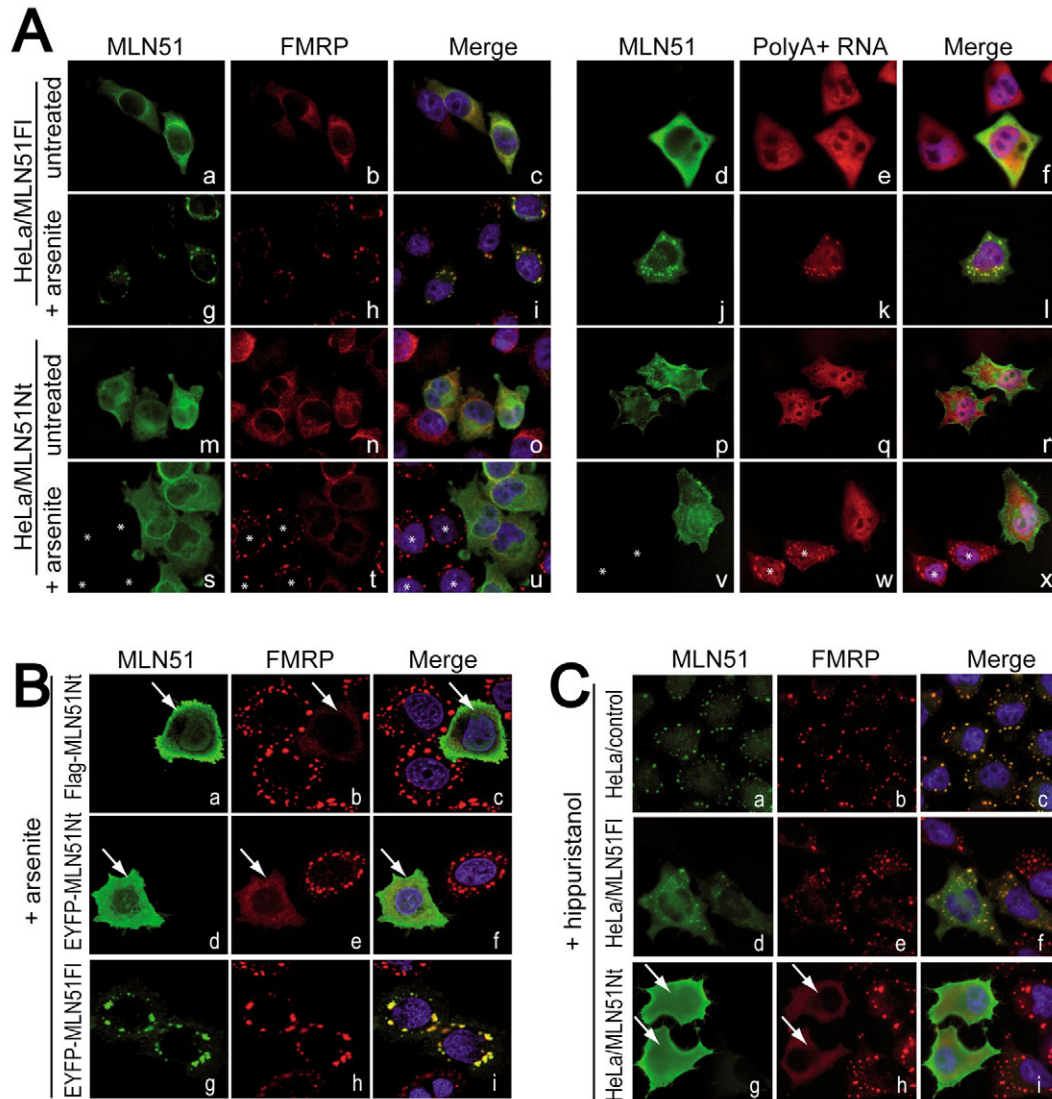 A
MLN51 FMRP Merge MLN51 PolyA+ RNA Merge
HeLa/MLN51Fl
untreated
a b c d e f
+ arsenite
g h i j k l
HeLa/MLN51Nt
untreated
m n o p q r
+ arsenite
* * * * * *
s t u v w x
B
MLN51 FMRP Merge
+ arsenite
Flag-MLN51Nt
a b c
EYFP-MLN51Nt
d e f
EYFP-MLN51Fl
g h i
C
MLN51 FMRP Merge
+ hippuristanol
HeLa/control
a b c
HeLa/MLN51Fl
d e f
HeLa/MLN51Nt
g h i